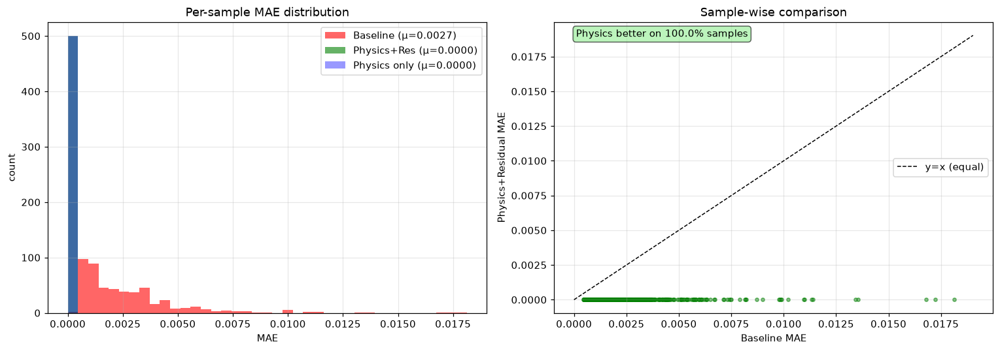 Per-sample MAE distribution
500
400
300
200
100
0
count
Baseline (μ=0.0027)
Physics+Res (μ=0.0000)
Physics only (μ=0.0000)
0.0000 0.0025 0.0050 0.0075 0.0100 0.0125 0.0150 0.0175
MAE
Sample-wise comparison
Physics better on 100.0% samples
0.0175
0.0150
0.0125
0.0100
0.0075
0.0050
0.0025
0.0000
Physics+Residual MAE
y=x (equal)
0.0000 0.0025 0.0050 0.0075 0.0100 0.0125 0.0150 0.0175
Baseline MAE